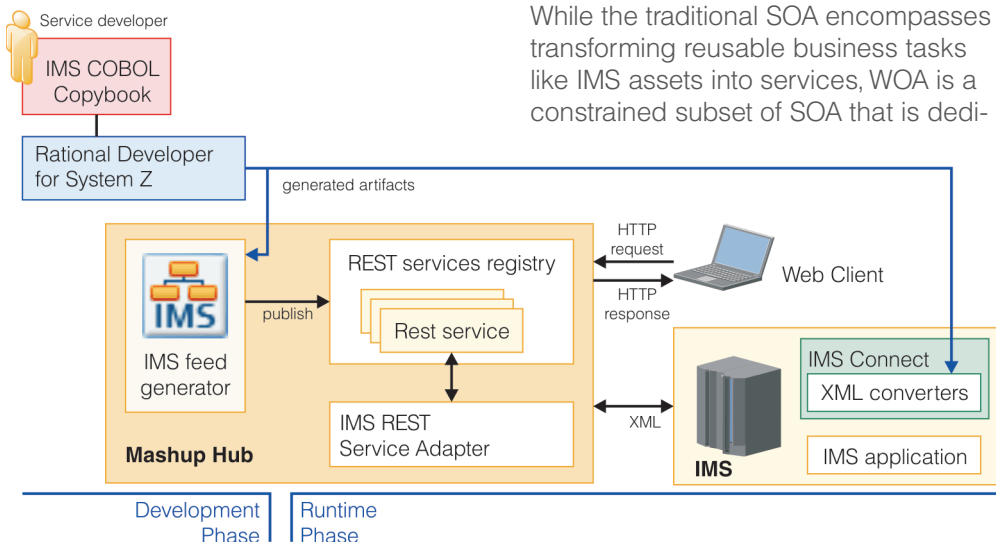 Service developer
IMS COBOL
Copybook
While the traditional SOA encompasses
transforming reusable business tasks
like IMS assets into services, WOA is a
constrained subset of SOA that is dedi-
Rational Developer
for System Z
generated artifacts
IMS
IMS feed
generator
publish
REST services registry
Rest service
IMS REST
Service Adapter
Mashup Hub
HTTP
request
HTTP
response
Web Client
XML
IMS Connect
XML converters
IMS application
IMS
Development
Phase
Runtime
Phase